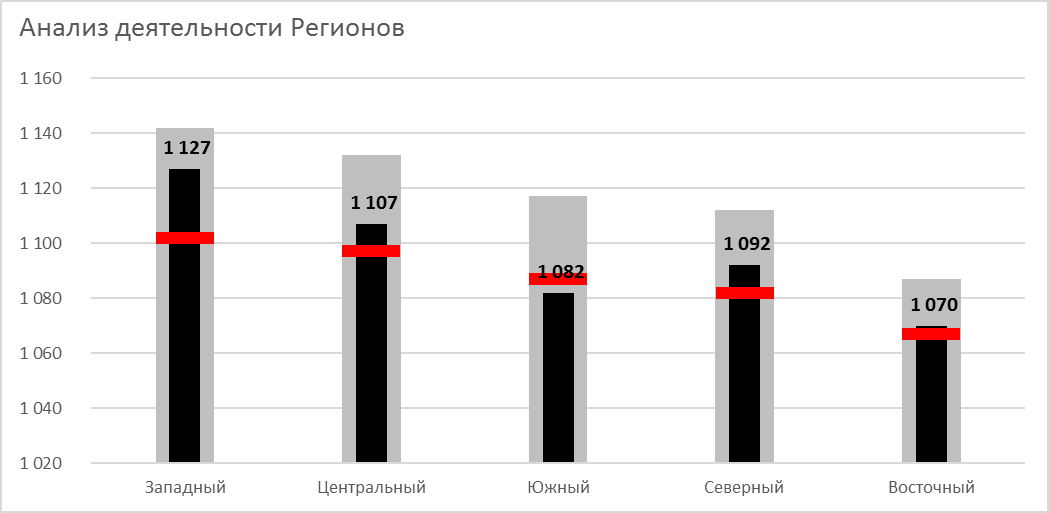 Анализ деятельности Регионов
1 160
1 140
1 120
1 100
1 080
1 060
1 040
1 020
1 127
1 107
1 082
1 092
1 070
Западный
Центральный
Южный
Северный
Восточный